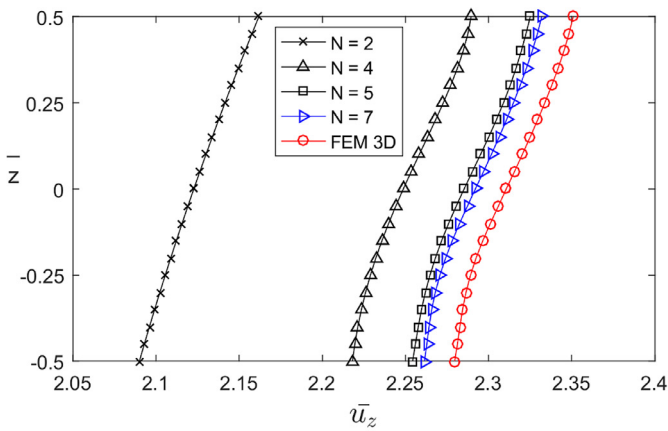 0.5
N = 2
N = 4
N = 5
N = 7
FEM 3D
0.25
z̄
0
-0.25
-0.5
2.05 2.1 2.15 2.2 2.25 2.3 2.35 2.4
ū_z